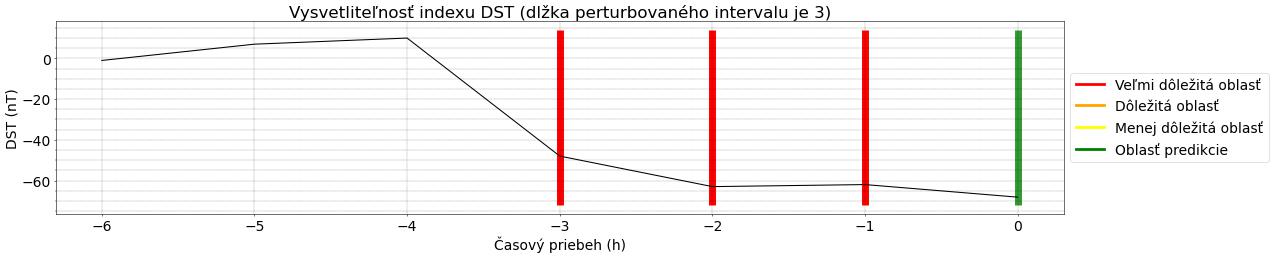 Vysvetliteľnosť indexu DST (dĺžka perturbovaného intervalu je 3)
DST (nT)
0
−20
−40
−60
−6
−5
−4
−3
−2
−1
0
Časový priebeh (h)
Veľmi dôležitá oblasť
Dôležitá oblasť
Menej dôležitá oblasť
Oblasť predikcie